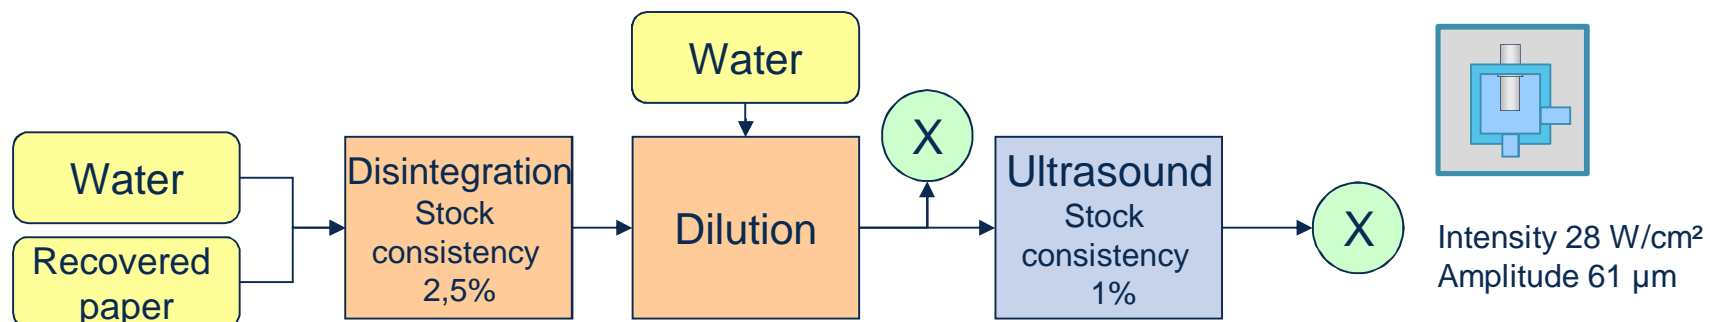 Water
Recovered
paper
Disintegration
Stock
consistency
2,5%
Water
Dilution
X
Ultrasound
Stock
consistency
1%
X
Intensity 28 W/cm²
Amplitude 61 µm